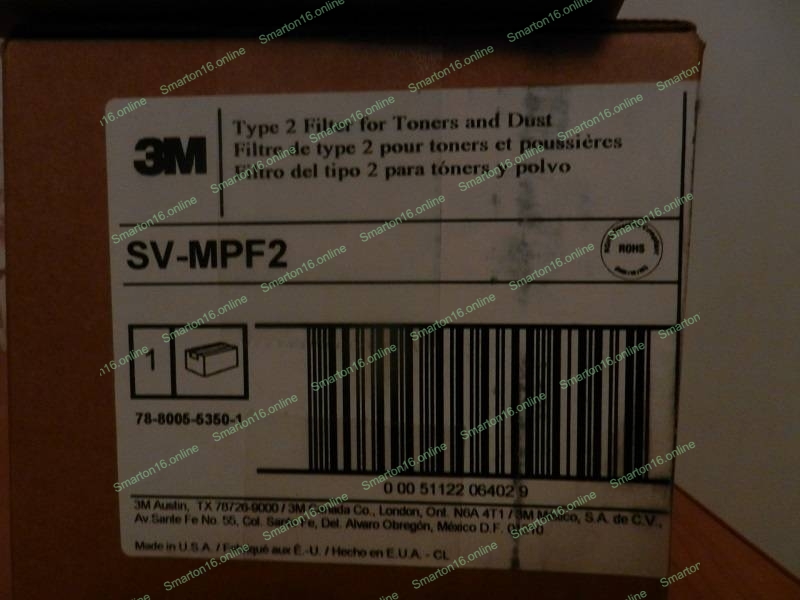 3M
Type 2 Filter for Toners and Dust
Filtre de type 2 pour toners et poussières
Filtro del tipo 2 para tóners y polvo
SV-MPF2
ROHS
1
78-8005-5350-1
0 00 51122 06402 9
3M Austin, TX 78726-9000 / 3M Canada Co., London, Ont. N6A 4T1 / 3M México, S.A. de C.V.,
Av. Sante Fe No. 55, Col. Santa Fe, Del. Alvaro Obregón, México D.F.
Made in U.S.A. / Fabriqué aux É.-U. / Hecho en E.U.A. - CL
Smarton16.online